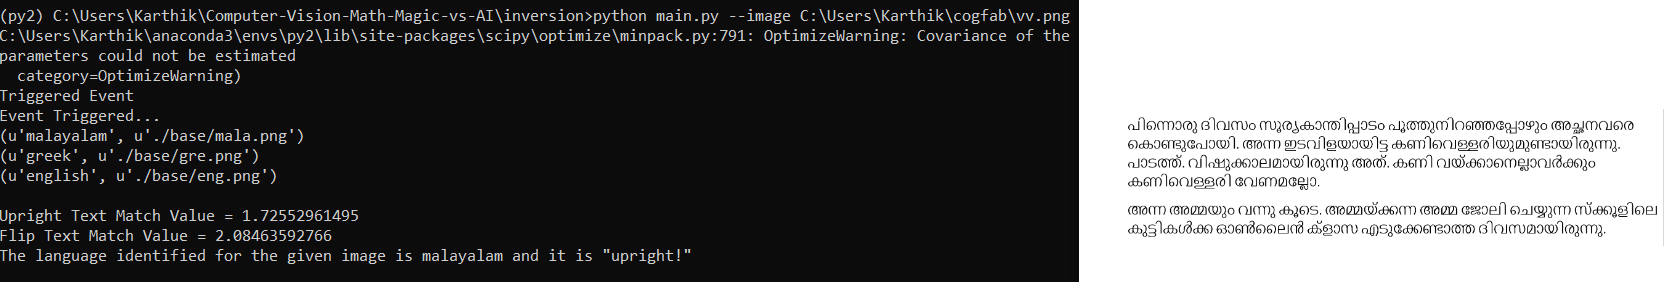 (py2) C:\Users\Karthik\Computer-Vision-Math-Magic-vs-AI\inversion>python main.py --image C:\Users\Karthik\cogfab\vv.png
C:\Users\Karthik\anaconda3\envs\py2\lib\site-packages\scipy\optimize\minpack.py:791: OptimizeWarning: Covariance of the
parameters could not be estimated
  category=OptimizeWarning)
Triggered Event
Event Triggered...
(u'malayalam', u'./base/mala.png')
(u'greek', u'./base/gre.png')
(u'english', u'./base/eng.png')
Upright Text Match Value = 1.72552961495
Flip Text Match Value = 2.08463592766
The language identified for the given image is malayalam and it is "upright!"
പിന്നൊരു ദിവസം സൂര്യകാന്തിപ്പാടം പൂത്തുനിറഞ്ഞപ്പോഴും അച്ഛനവരെ
കൊണ്ടുപോയി. അന്ന ഇടവിളയായിട്ട കണിവെള്ളരിയുമുണ്ടായിരുന്നു.
പാടത്ത്. വിഷുക്കാലമായിരുന്നു അത്. കണി വയ്ക്കാനെല്ലാവർക്കും
കണിവെള്ളരി വേണമല്ലോ.
അന്ന അമ്മയും വന്നു കൂടെ. അമ്മയ്ക്കന്ന അമ്മ ജോലി ചെയ്യുന്ന സ്ക്കൂളിലെ
കുട്ടികൾക്ക ഓൺലൈൻ ക്ളാസ എടുക്കേണ്ടാത്ത ദിവസമായിരുന്നു.